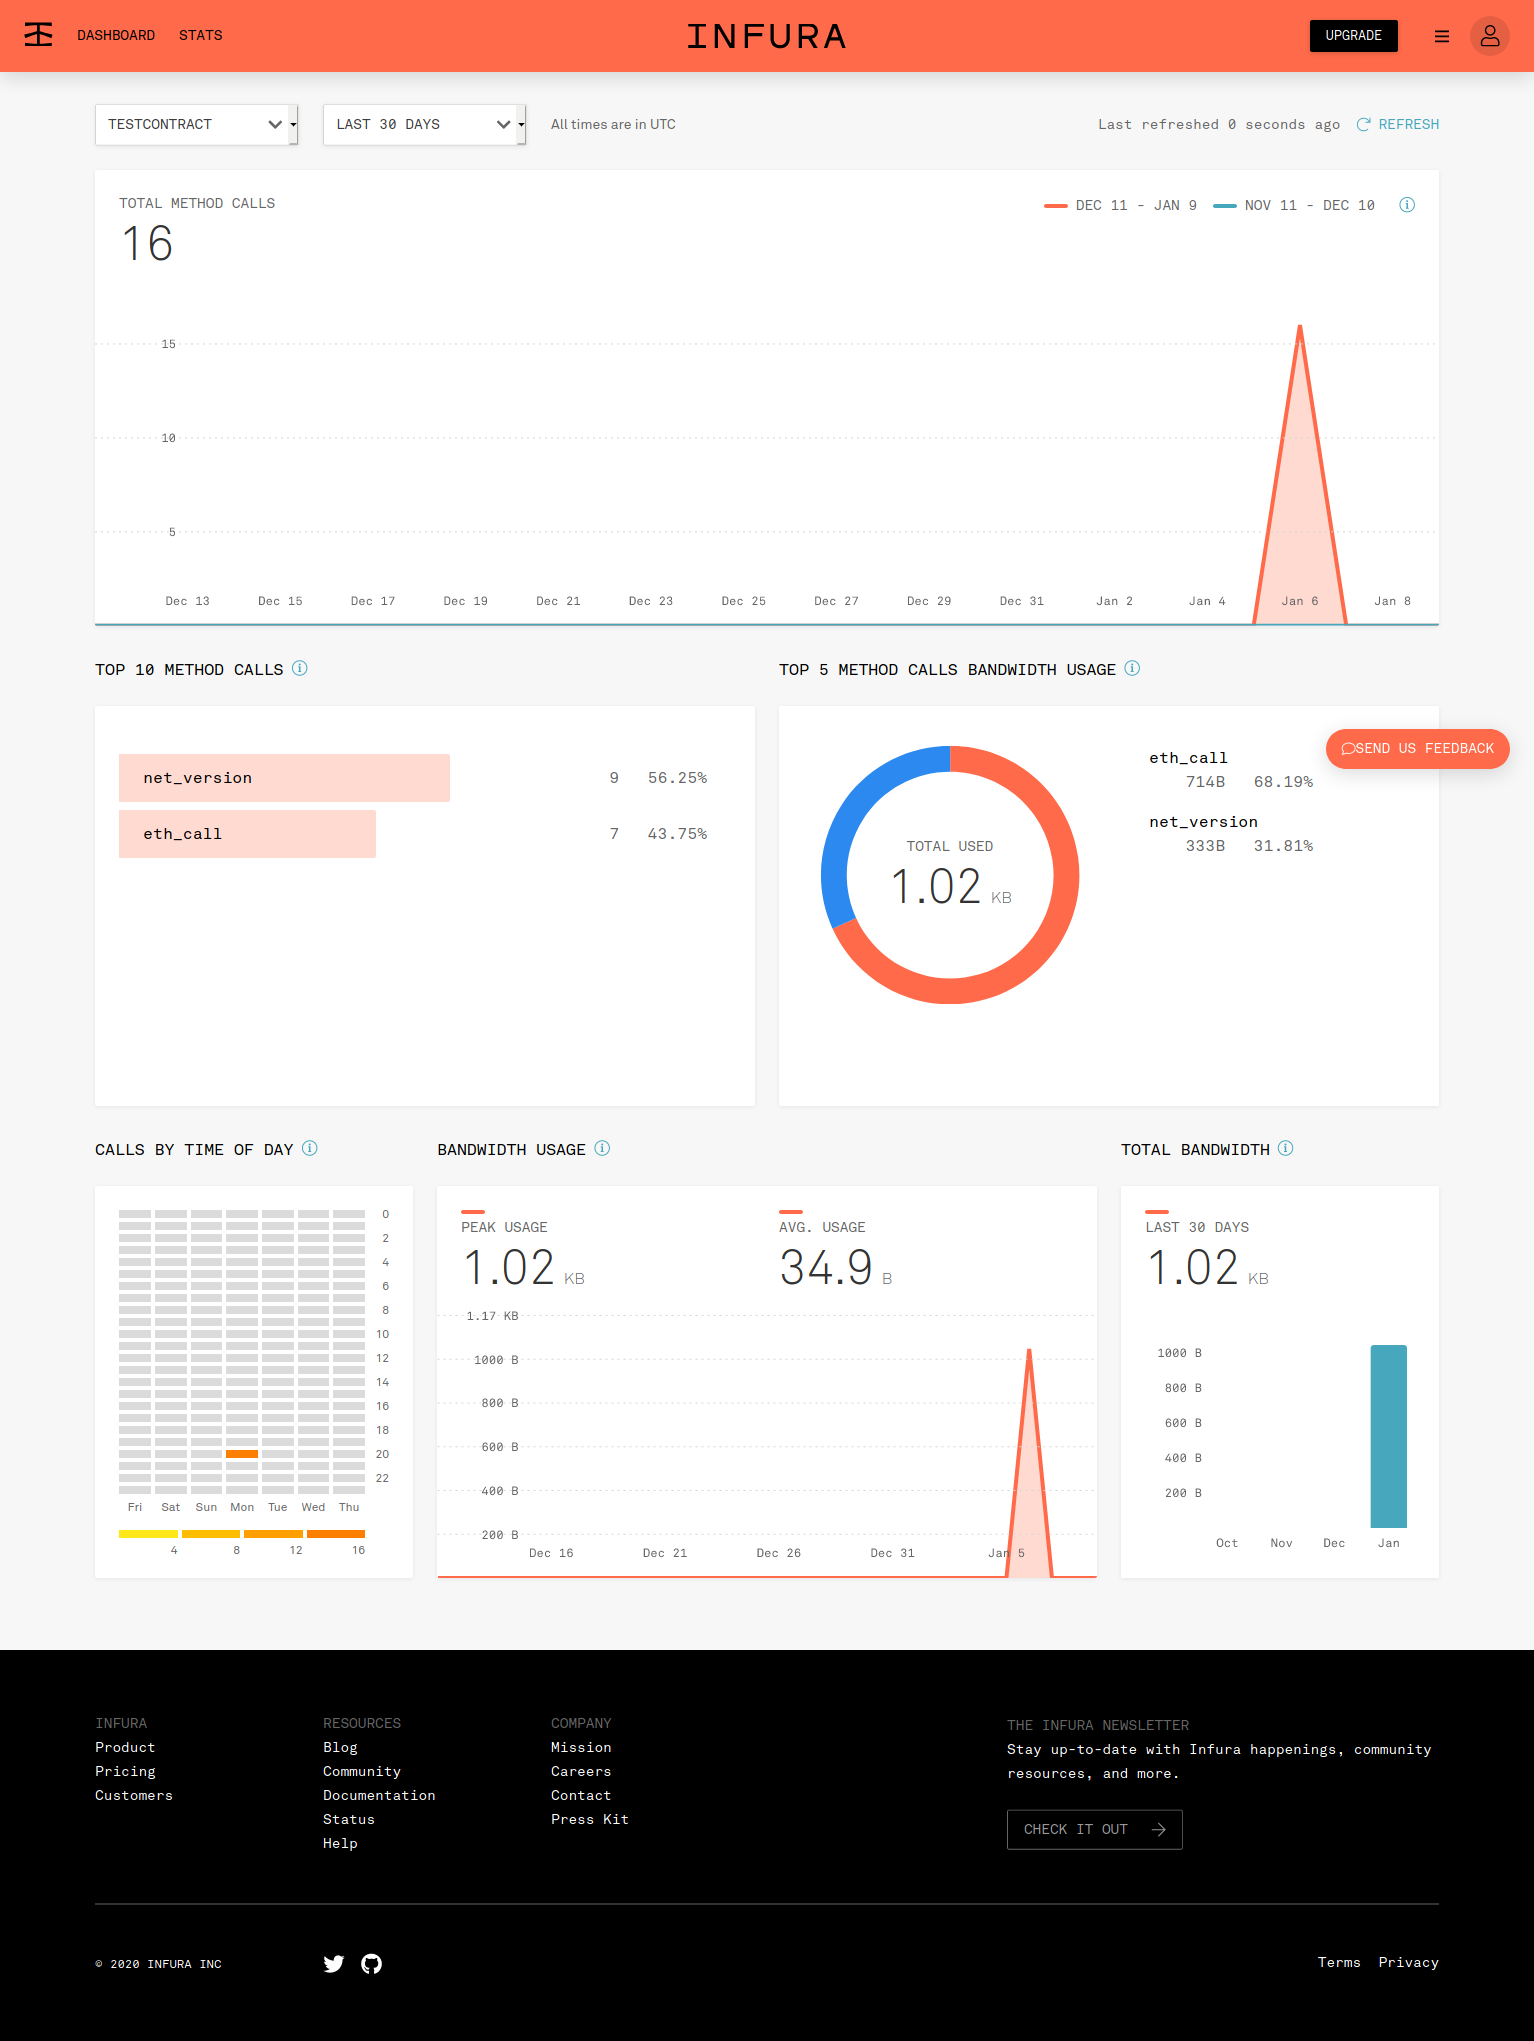 DASHBOARD STATS INFURA UPGRADE
TESTCONTRACT LAST 30 DAYS All times are in UTC Last refreshed 0 seconds ago REFRESH
TOTAL METHOD CALLS DEC 11 - JAN 9 NOV 11 - DEC 10
16
15
10
5
Dec 13 Dec 15 Dec 17 Dec 19 Dec 21 Dec 23 Dec 25 Dec 27 Dec 29 Dec 31 Jan 2 Jan 4 Jan 6 Jan 8
TOP 10 METHOD CALLS
net_version 9 56.25%
eth_call 7 43.75%
TOP 5 METHOD CALLS BANDWIDTH USAGE
SEND US FEEDBACK
TOTAL USED
1.02 KB
eth_call
714B 68.19%
net_version
333B 31.81%
CALLS BY TIME OF DAY
0
2
4
6
8
10
12
14
16
18
20
22
Fri Sat Sun Mon Tue Wed Thu
4 8 12 16
BANDWIDTH USAGE
PEAK USAGE
1.02 KB
AVG. USAGE
34.9 B
1.17 KB
1000 B
800 B
600 B
400 B
200 B
Dec 16 Dec 21 Dec 26 Dec 31 Jan 5
TOTAL BANDWIDTH
LAST 30 DAYS
1.02 KB
1000 B
800 B
600 B
400 B
200 B
Oct Nov Dec Jan
INFURA
Product
Pricing
Customers
RESOURCES
Blog
Community
Documentation
Status
Help
COMPANY
Mission
Careers
Contact
Press Kit
THE INFURA NEWSLETTER
Stay up-to-date with Infura happenings, community
resources, and more.
CHECK IT OUT
© 2020 INFURA INC
Terms Privacy